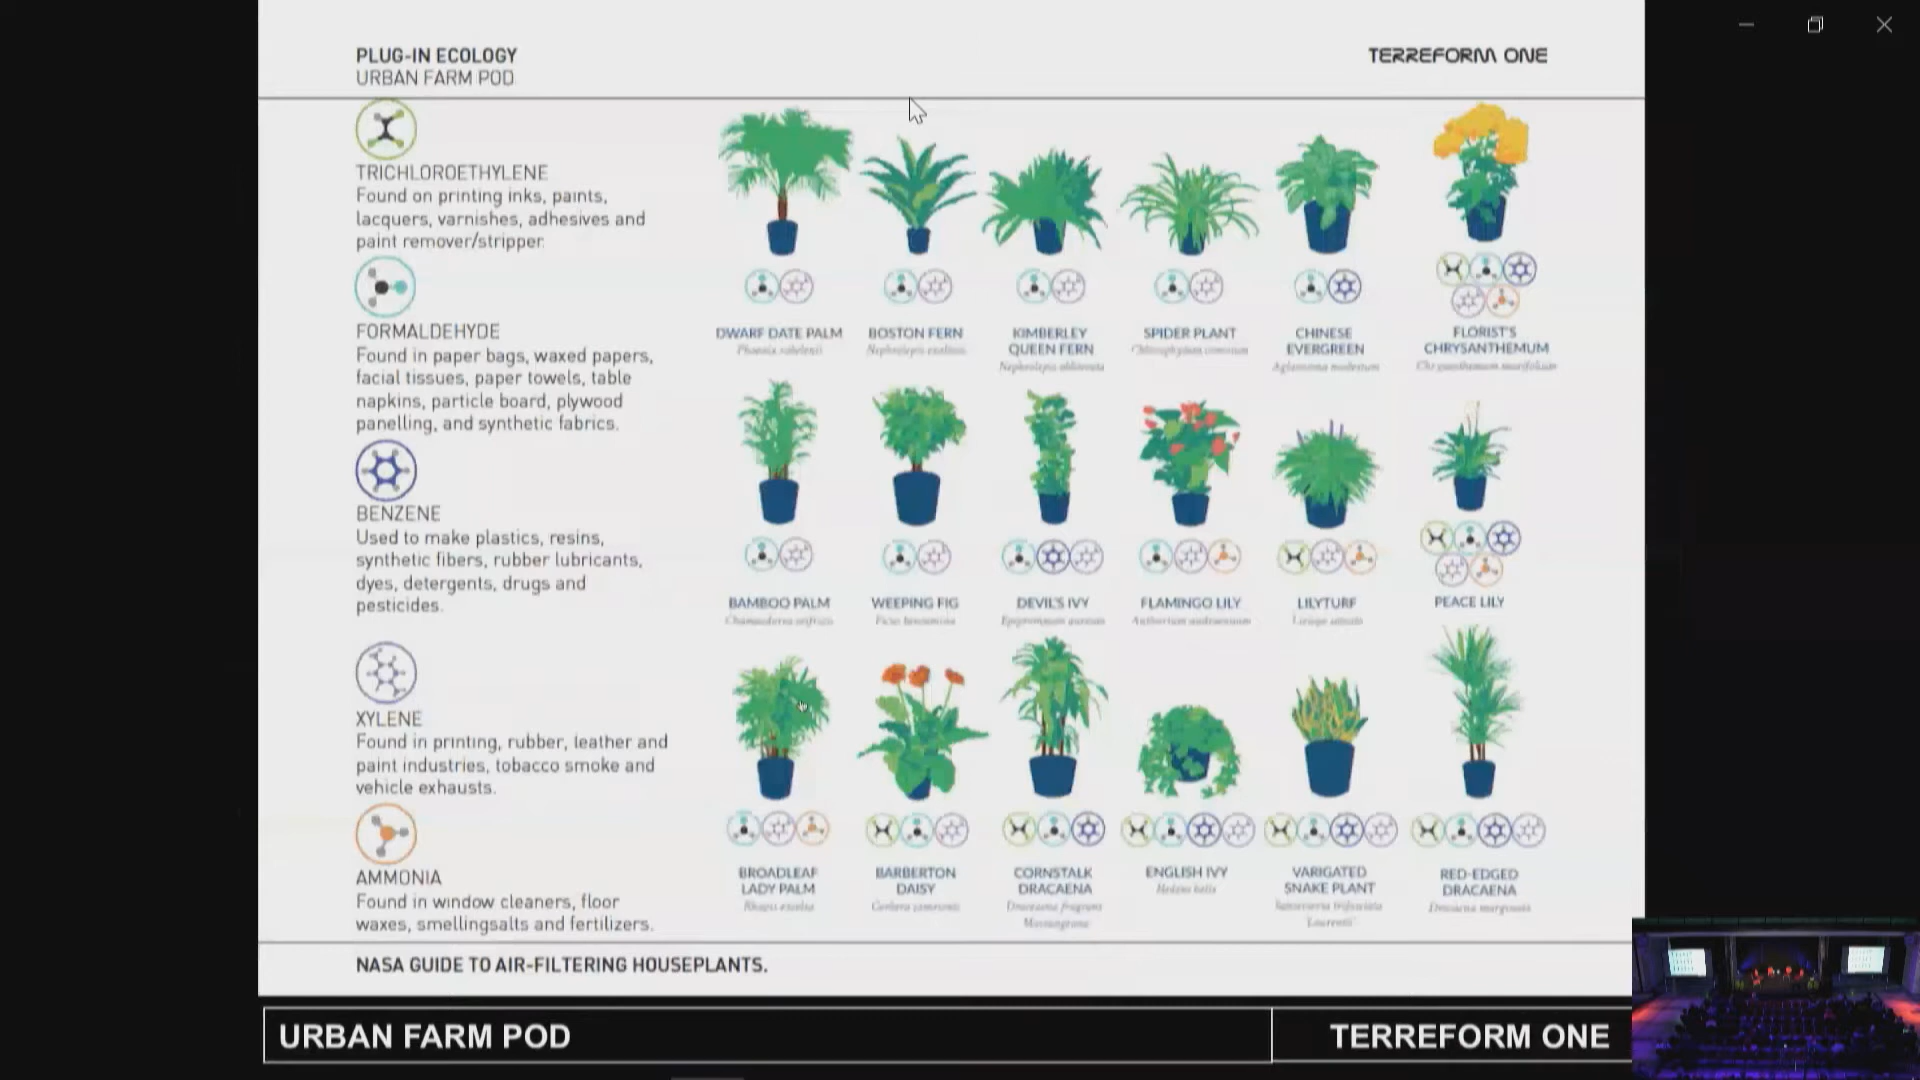 PLUG-IN ECOLOGY
URBAN FARM POD
TERREFORM ONE
TRICHLOROETHYLENE
Found on printing inks, paints,
lacquers, varnishes, adhesives and
paint remover/stripper.
FORMALDEHYDE
Found in paper bags, waxed papers,
facial tissues, paper towels, table
napkins, particle board, plywood
panelling, and synthetic fabrics.
BENZENE
Used to make plastics, resins,
synthetic fibers, rubber lubricants,
dyes, detergents, drugs and
pesticides.
XYLENE
Found in printing, rubber, leather and
paint industries, tobacco smoke and
vehicle exhausts.
AMMONIA
Found in window cleaners, floor
waxes, smellingsalts and fertilizers.
DWARF DATE PALM
BOSTON FERN
KIMBERLEY
QUEEN FERN
SPIDER PLANT
CHINESE
EVERGREEN
FLORIST'S
CHRYSANTHEMUM
BAMBOO PALM
WEEPING FIG
DEVIL'S IVY
FLAMINGO LILY
LILYTURF
PEACE LILY
BROADLEAF
LADY PALM
BARBERTON
DAISY
CORNSTALK
DRACAENA
ENGLISH IVY
Hedera helix
VARIGATED
SNAKE PLANT
RED-EDGED
DRACAENA
NASA GUIDE TO AIR-FILTERING HOUSEPLANTS.
URBAN FARM POD
TERREFORM ONE